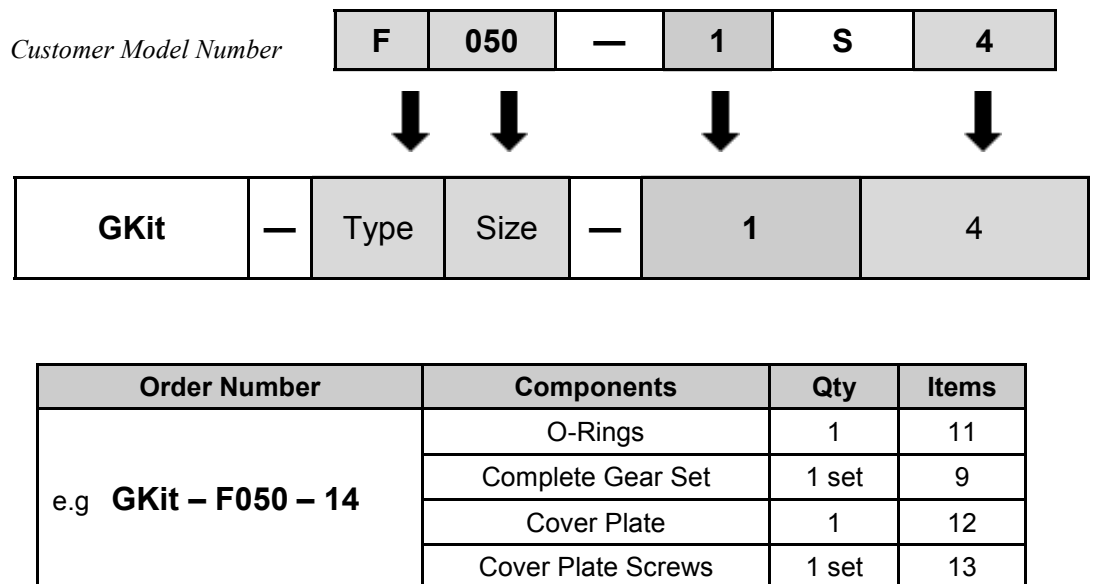 Customer Model Number F 050 — 1 S 4
GKit — Type Size — 1 4
Order Number Components Qty Items
O-Rings 1 11
Complete Gear Set 1 set 9
e.g GKit – F050 – 14
Cover Plate 1 12
Cover Plate Screws 1 set 13